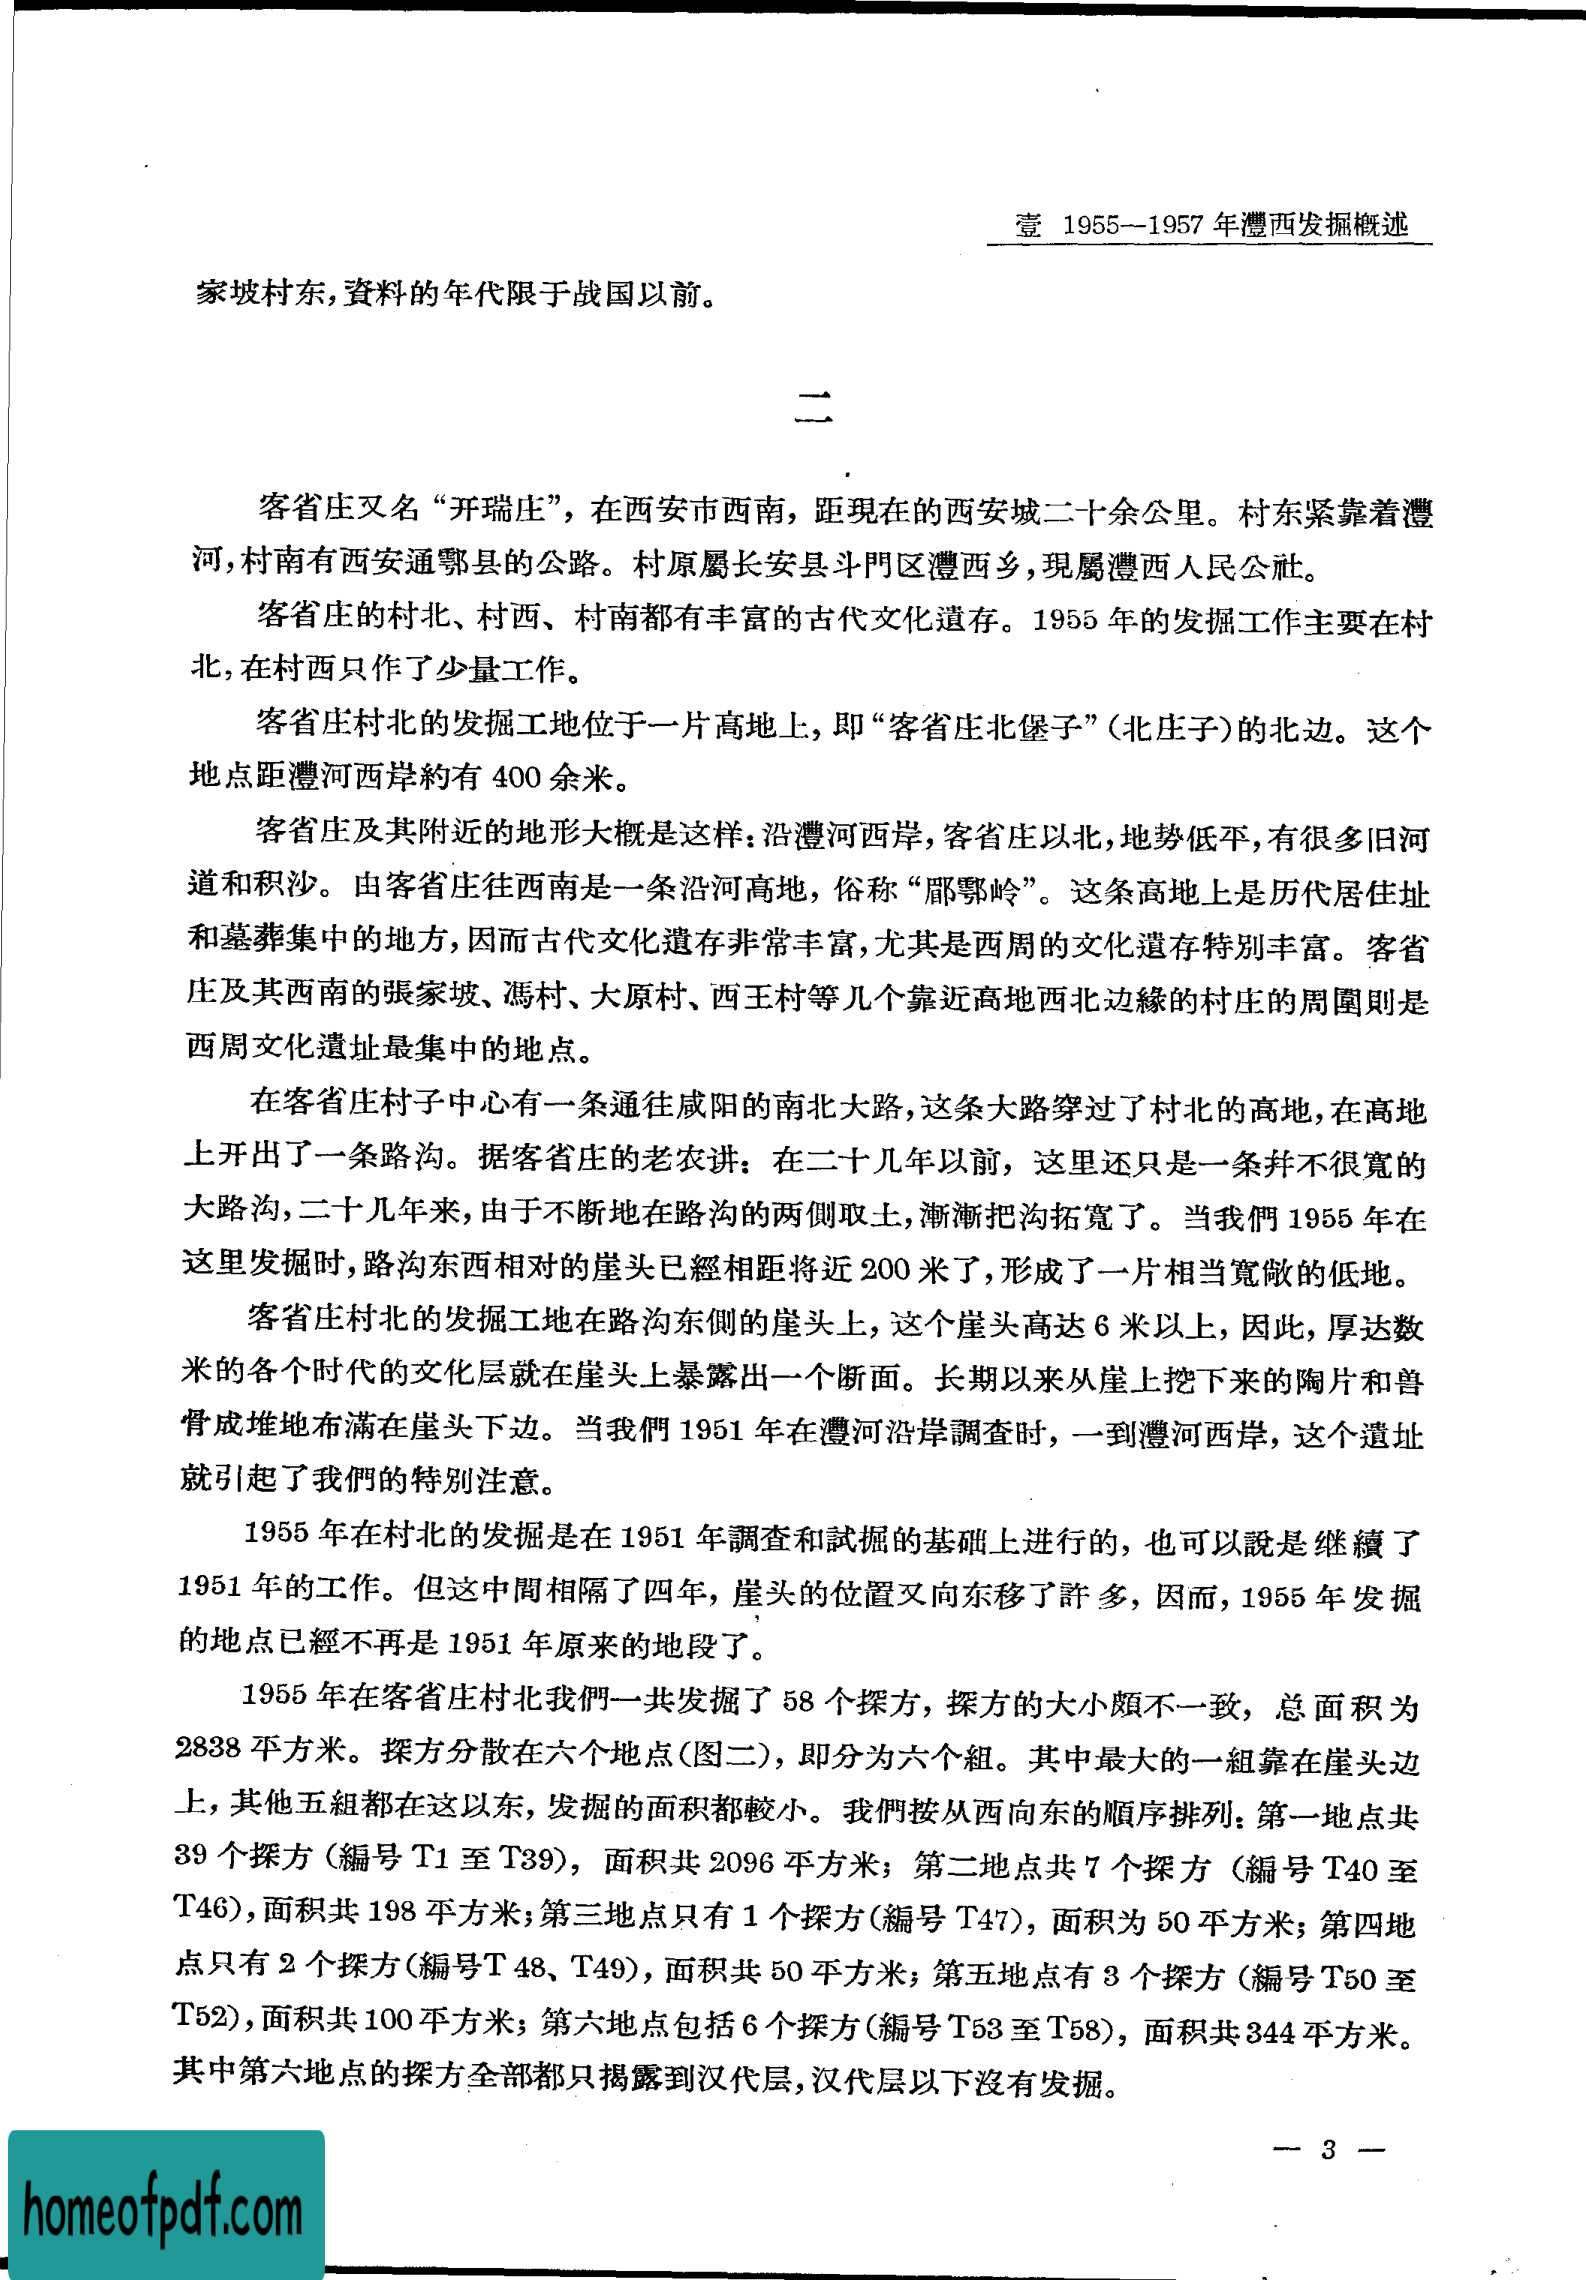 壹 1955—1957 年灃西发掘概述
家坡村东,資料的年代限于战国以前。
二
客省庄又名“开瑞庄”，在西安市西南，距現在的西安城二十余公里。村东紧靠着灃
河,村南有西安通鄠县的公路。村原屬长安县斗門区灃西乡,現屬灃西人民公社。
客省庄的村北、村西、村南都有丰富的古代文化遺存。1955 年的发掘工作主要在村
北,在村西只作了少量工作。
客省庄村北的发掘工地位于一片高地上，即“客省庄北堡子”(北庄子)的北边。这个
地点距灃河西岸約有 400 余米。
客省庄及其附近的地形大概是这样:沿灃河西岸,客省庄以北,地势低平,有很多旧河
道和积沙。由客省庄往西南是一条沿河高地，俗称“郿鄠岭”。这条高地上是历代居住址
和墓葬集中的地方,因而古代文化遺存非常丰富,尤其是西周的文化遺存特別丰富。客省
庄及其西南的張家坡、馮村、大原村、西王村等几个靠近高地西北边緣的村庄的周圍則是
西周文化遺址最集中的地点。
在客省庄村子中心有一条通往咸阳的南北大路,这条大路穿过了村北的高地,在高地
上开出了一条路沟。据客省庄的老农讲：在二十几年以前，这里还只是一条幷不很寬的
大路沟,二十几年来,由于不断地在路沟的两側取土,漸漸把沟拓寬了。当我們 1955 年在
这里发掘时,路沟东西相对的崖头已經相距将近 200 米了,形成了一片相当寬敞的低地。
客省庄村北的发掘工地在路沟东側的崖头上，这个崖头高达 6 米以上，因此，厚达数
米的各个时代的文化层就在崖头上暴露出一个断面。长期以来从崖上挖下来的陶片和兽
骨成堆地布滿在崖头下边。当我們 1951 年在灃河沿岸調查时，一到灃河西岸，这个遺址
就引起了我們的特別注意。
1955 年在村北的发掘是在 1951 年調查和試掘的基础上进行的，也可以說是继續了
1951 年的工作。但这中間相隔了四年，崖头的位置又向东移了許多，因而，1955 年发掘
的地点已經不再是 1951 年原来的地段了。
1955 年在客省庄村北我們一共发掘了 58 个探方，探方的大小頗不一致，总面积为
2838 平方米。探方分散在六个地点(图二)，即分为六个組。其中最大的一組靠在崖头边
上，其他五組都在这以东，发掘的面积都較小。我們按从西向东的順序排列：第一地点共
39 个探方 (編号 T1 至 T39)，面积共 2096 平方米；第二地点共 7 个探方 (編号 T40 至
T46),面积共 198 平方米;第三地点只有 1 个探方(編号 T47)，面积为 50 平方米；第四地
点只有 2 个探方(編号T 48、T49)，面积共 50 平方米；第五地点有 3 个探方 (編号T50 至
T52),面积共100平方米；第六地点包括6个探方(編号T53至T58)，面积共344平方米。
其中第六地点的探方全部都只揭露到汉代层,汉代层以下沒有发掘。
— 3 —
homeofpdf.com